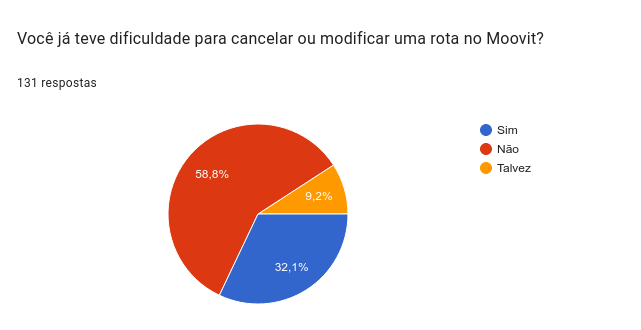 Você já teve dificuldade para cancelar ou modificar uma rota no Moovit?
131 respostas
Sim
Não
Talvez
58,8%
9,2%
32,1%